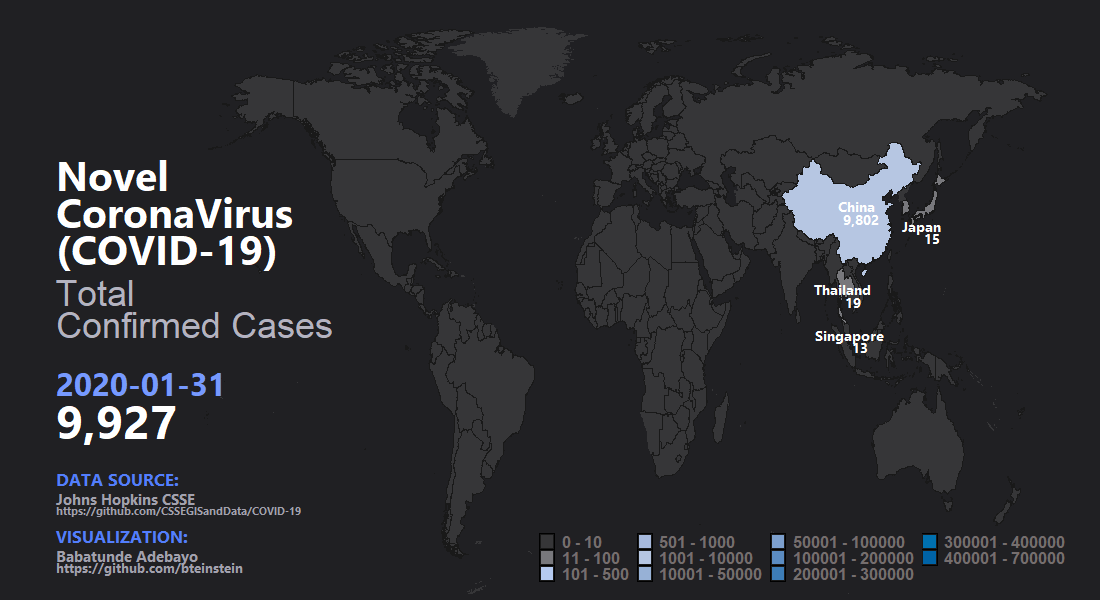 Novel
CoronaVirus
(COVID-19)
Total
Confirmed Cases
2020-01-31
9,927
DATA SOURCE:
Johns Hopkins CSSE
https://github.com/CSSEGISandData/COVID-19
VISUALIZATION:
Babatunde Adebayo
https://github.com/bteinstein
China
9,802
Japan
15
Thailand
19
Singapore
13
0 - 10
11 - 100
101 - 500
501 - 1000
1001 - 10000
10001 - 50000
50001 - 100000
100001 - 200000
200001 - 300000
300001 - 400000
400001 - 700000